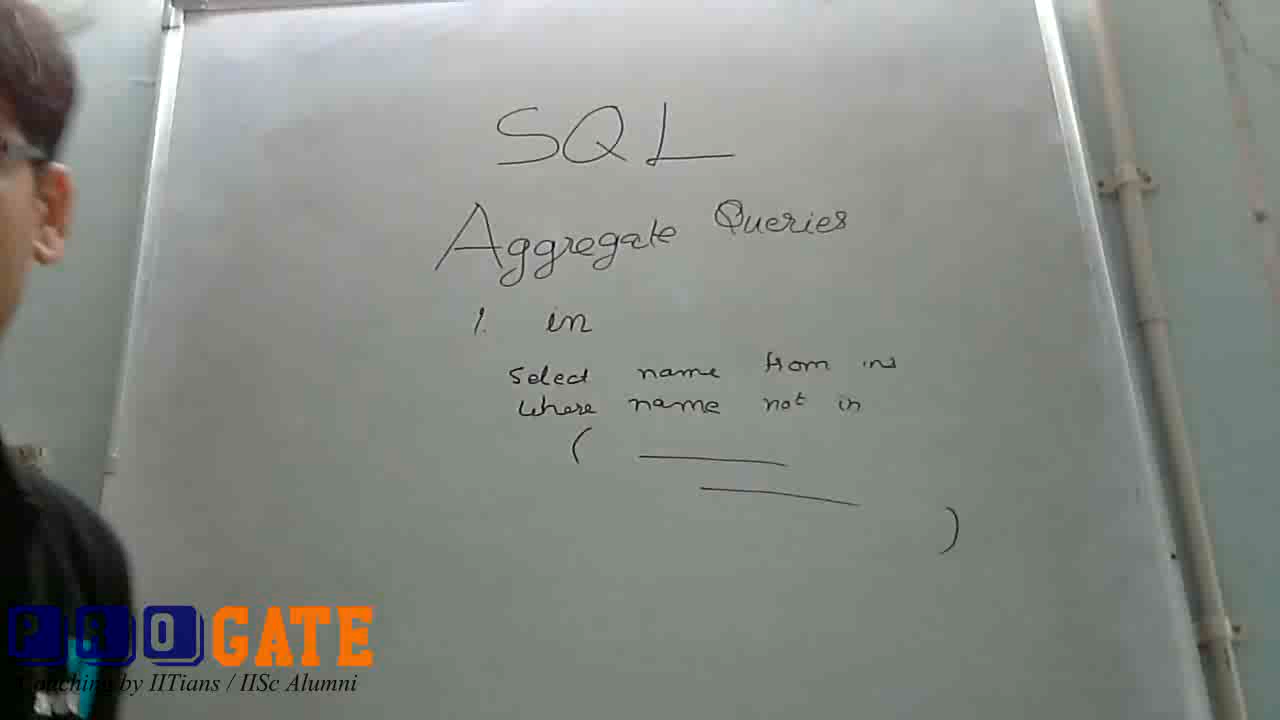 SQL
Aggregate Queries
1. in
Select name from ins
where name not in
(
)
PROGATE
Coaching by IITians / IISc Alumni